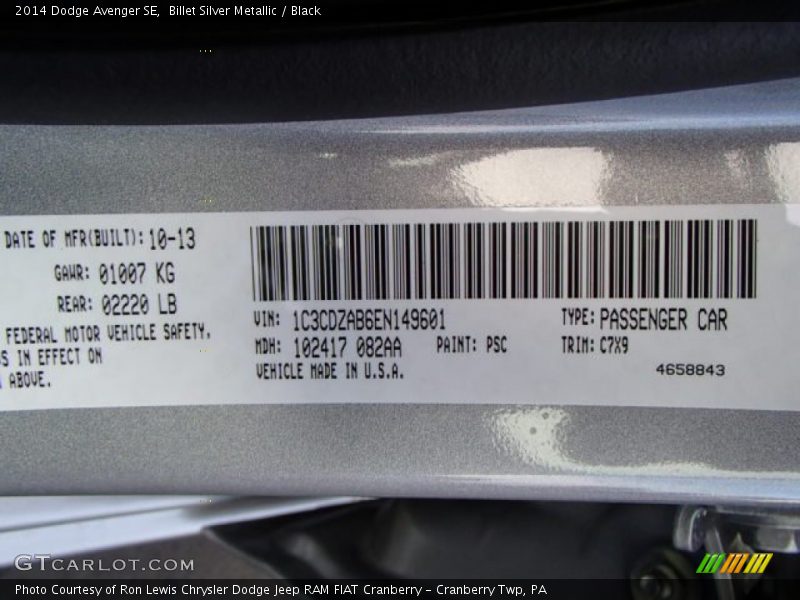 2014 Dodge Avenger SE,  Billet Silver Metallic / Black
DATE OF MFR(BUILT): 10-13
GAWR: 01007 KG
REAR: 02220 LB
FEDERAL MOTOR VEHICLE SAFETY,
S IN EFFECT ON
ABOVE.
VIN: 1C3CDZAB6EN149601
TYPE: PASSENGER CAR
MDH: 102417 082AA
PAINT: PSC
TRIM: C7X9
VEHICLE MADE IN U.S.A.
4658843
GTCARLOT.COM
Photo Courtesy of Ron Lewis Chrysler Dodge Jeep RAM FIAT Cranberry – Cranberry Twp, PA